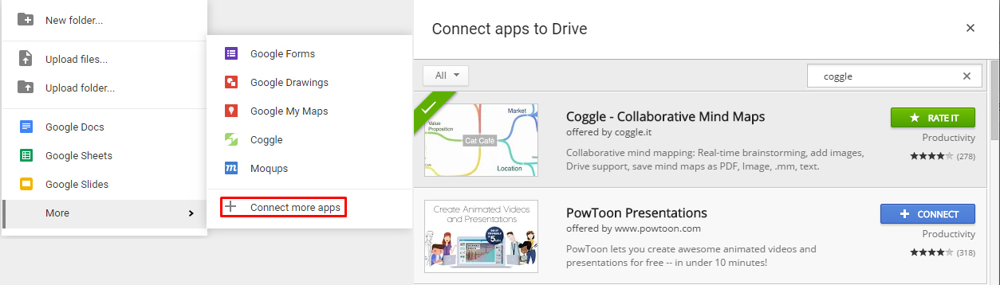 New folder...
Upload files...
Upload folder...
Google Docs
Google Sheets
Google Slides
More
Google Forms
Google Drawings
Google My Maps
Coggle
Moqups
Connect more apps
Connect apps to Drive
All
coggle
Market
Value
Proposition
Cat Café
Location
Coggle - Collaborative Mind Maps
offered by coggle.it
Collaborative mind mapping: Real-time brainstorming, add images,
Drive support, save mind maps as PDF, Image, .mm, text.
RATE IT
Productivity
(278)
Create Animated Videos
and Presentations
PowToon Presentations
offered by www.powtoon.com
PowToon lets you create awesome animated videos and
presentations for free -- in under 10 minutes!
CONNECT
Productivity
(318)